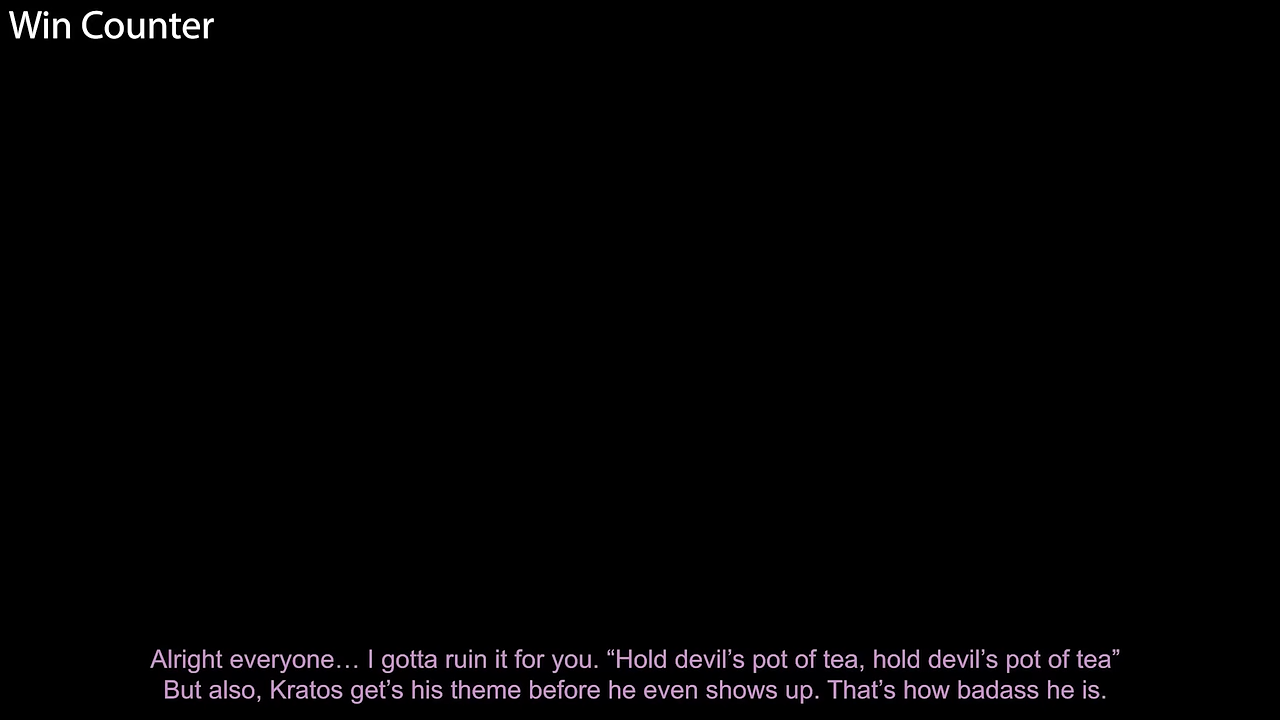 Win Counter
Alright everyone… I gotta ruin it for you. “Hold devil’s pot of tea, hold devil’s pot of tea”
But also, Kratos get’s his theme before he even shows up. That’s how badass he is.